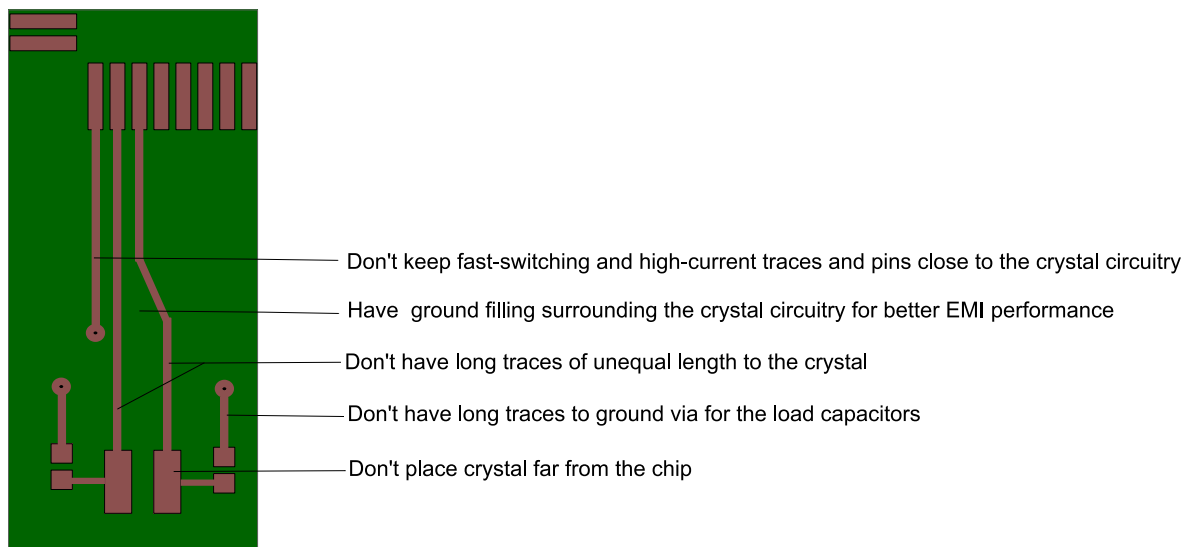 Don't keep fast-switching and high-current traces and pins close to the crystal circuitry
Have  ground filling surrounding the crystal circuitry for better EMI performance
Don't have long traces of unequal length to the crystal
Don't have long traces to ground via for the load capacitors
Don't place crystal far from the chip